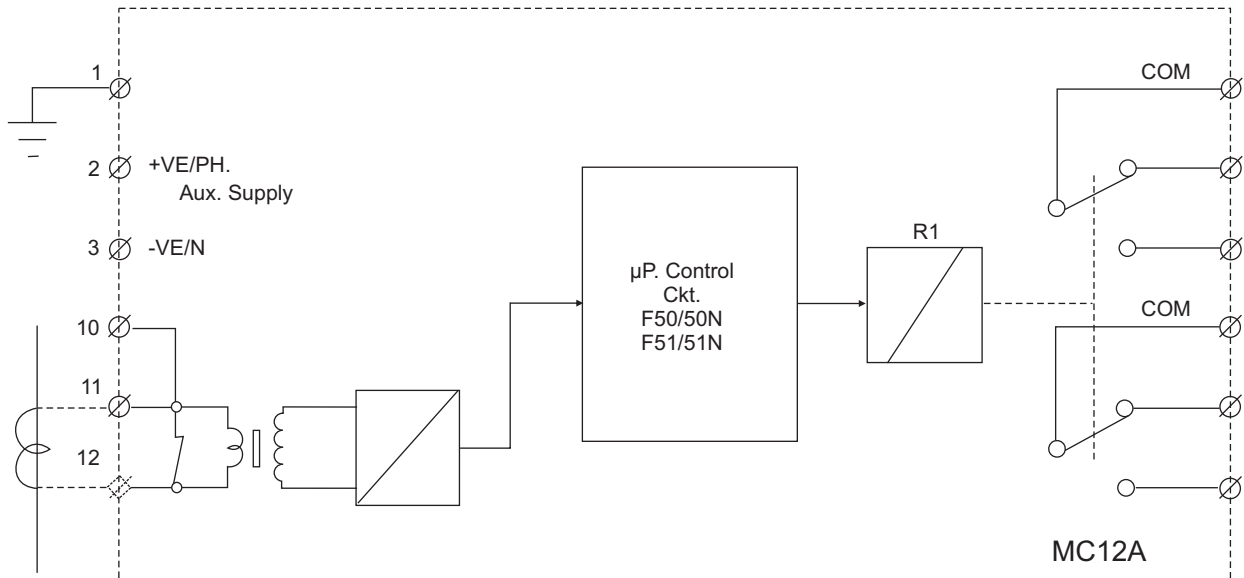 1
2
+VE/PH.
Aux. Supply
3
-VE/N
10
11
12
µP. Control
Ckt.
F50/50N
F51/51N
R1
COM
COM
MC12A